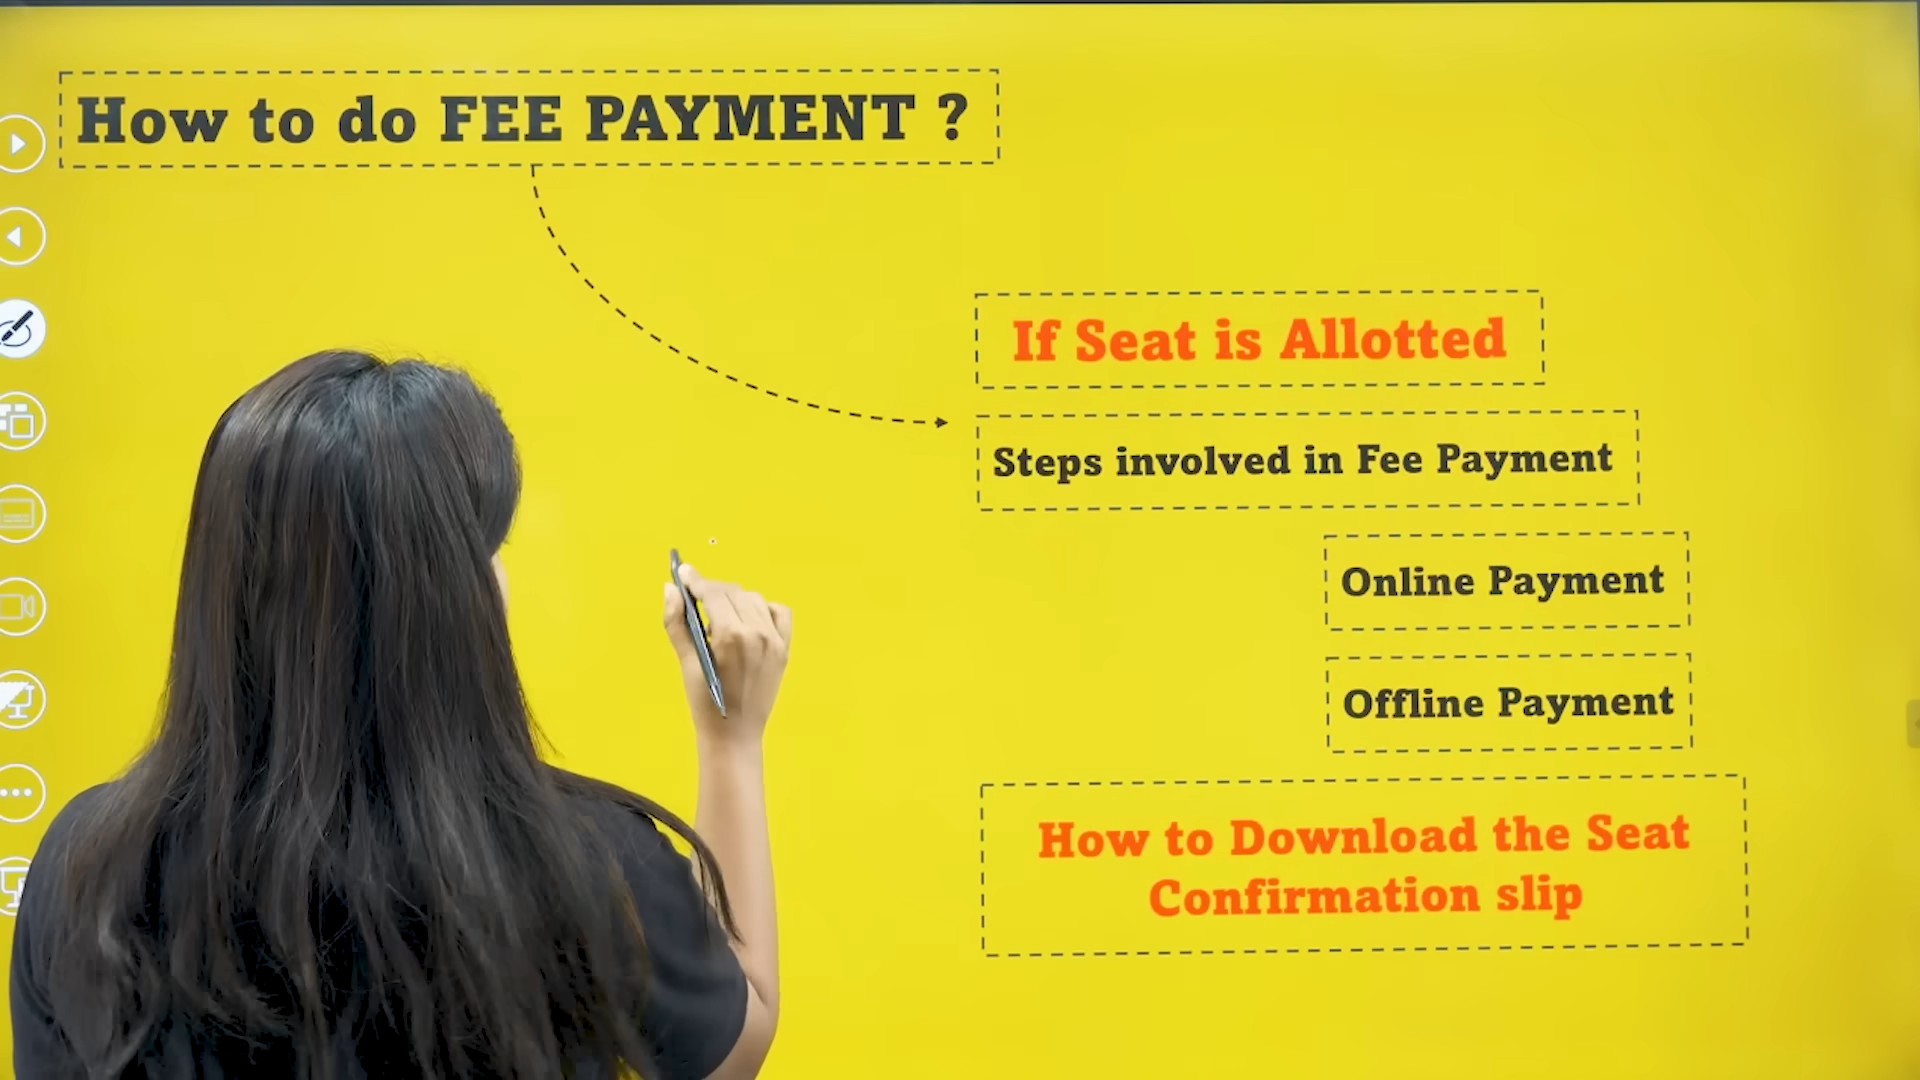 How to do FEE PAYMENT ?
If Seat is Allotted
Steps involved in Fee Payment
Online Payment
Offline Payment
How to Download the Seat
Confirmation slip